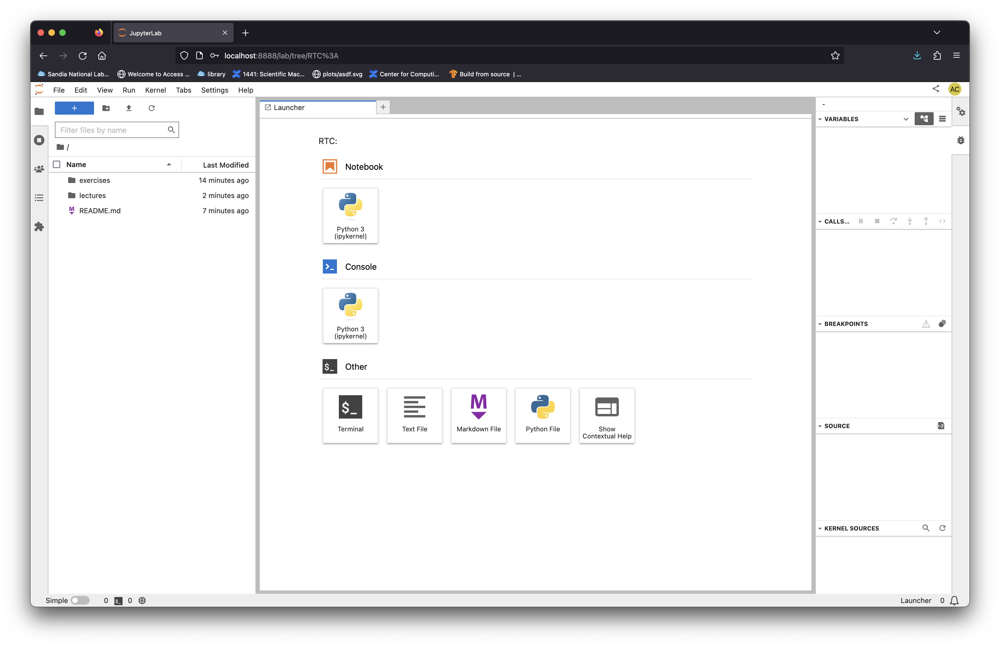 JupyterLab
localhost:8888/lab/tree/RTC%3A
Sandia National Lab... Welcome to Access ... library 1441: Scientific Mac... plots/asdf.svg Center for Computi... Build from source | ...
File Edit View Run Kernel Tabs Settings Help
AC
+
Filter files by name
/
Name Last Modified
exercises 14 minutes ago
lectures 2 minutes ago
M README.md 7 minutes ago
Launcher
RTC:
Notebook
Python 3
(ipykernel)
Console
Python 3
(ipykernel)
$_ Other
$_
Terminal
Text File
M
Markdown File
Python File
Show
Contextual Help
-
VARIABLES
CALLS...
BREAKPOINTS
SOURCE
KERNEL SOURCES
Simple 0 $_ 0
Launcher 0